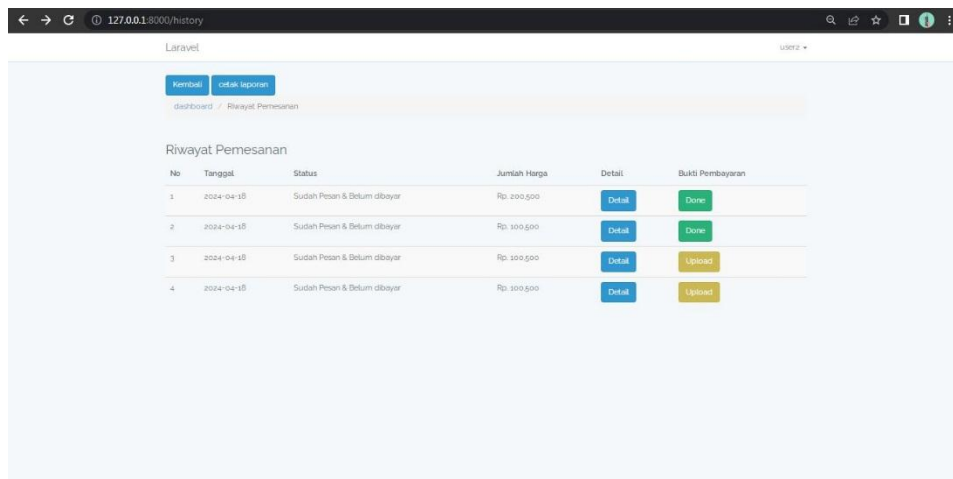 127.0.0.1:8000/history
Laravel user2
Kembali cetak laporan
dashboard / Riwayat Pemesanan
Riwayat Pemesanan
No Tanggal Status Jumlah Harga Detail Bukti Pembayaran
1 2024-04-18 Sudah Pesan & Belum dibayar Rp. 200,500 Detail Done
2 2024-04-18 Sudah Pesan & Belum dibayar Rp. 100,500 Detail Done
3 2024-04-18 Sudah Pesan & Belum dibayar Rp. 100,500 Detail Upload
4 2024-04-18 Sudah Pesan & Belum dibayar Rp. 100,500 Detail Upload